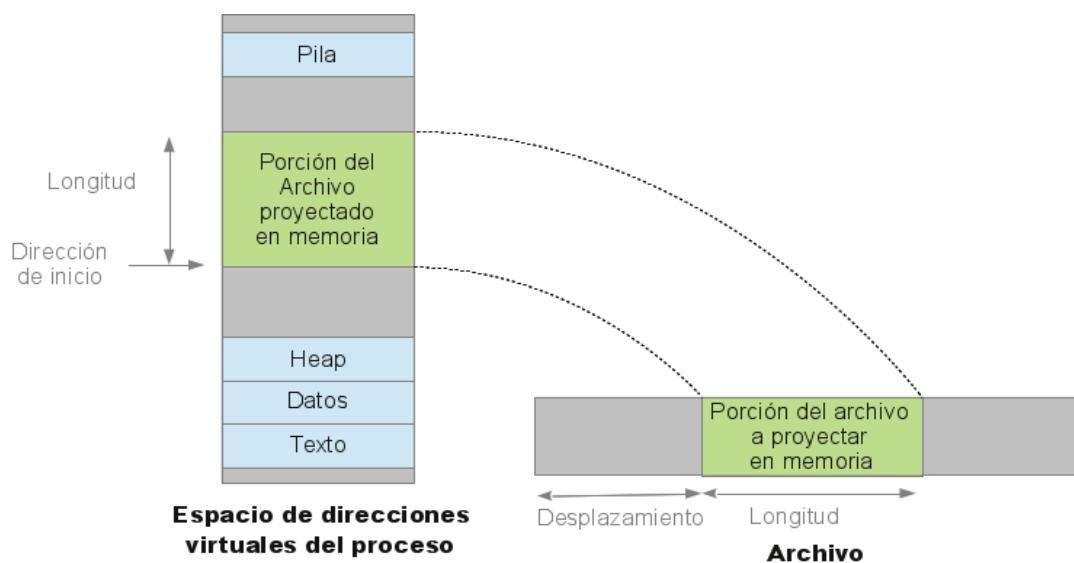 Pila
Porción del
Archivo
proyectado
en memoria
Longitud
Dirección
de inicio
Heap
Datos
Texto
Espacio de direcciones
virtuales del proceso
Porción del archivo
a proyectar
en memoria
Desplazamiento
Longitud
Archivo